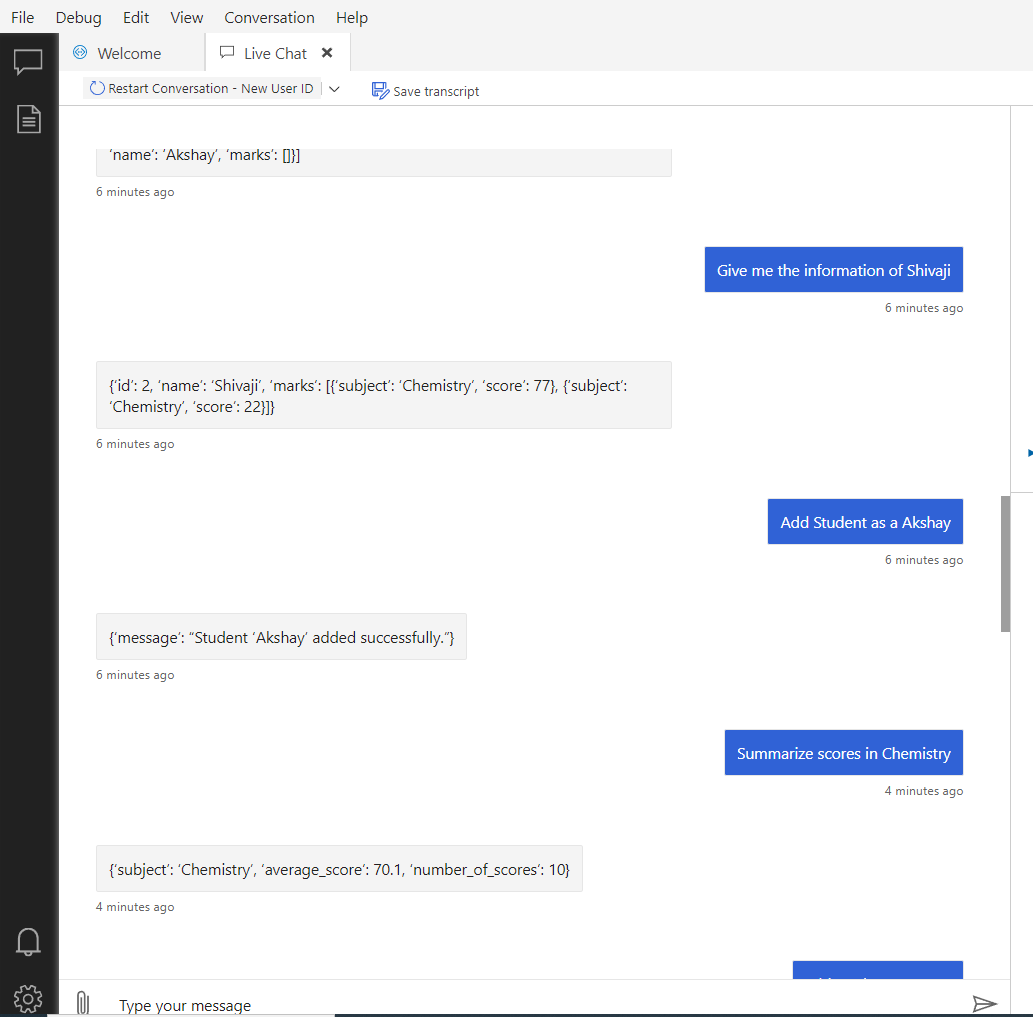 File Debug Edit View Conversation Help
Welcome Live Chat
Restart Conversation - New User ID Save transcript
‘name’: ‘Akshay’, ‘marks’: []}]
6 minutes ago
Give me the information of Shivaji
6 minutes ago
{‘id’: 2, ‘name’: ‘Shivaji’, ‘marks’: [{‘subject’: ‘Chemistry’, ‘score’: 77}, {‘subject’:
‘Chemistry’, ‘score’: 22}]}
6 minutes ago
Add Student as a Akshay
6 minutes ago
{‘message’: “Student ‘Akshay’ added successfully.”}
6 minutes ago
Summarize scores in Chemistry
4 minutes ago
{‘subject’: ‘Chemistry’, ‘average_score’: 70.1, ‘number_of_scores’: 10}
4 minutes ago
Type your message